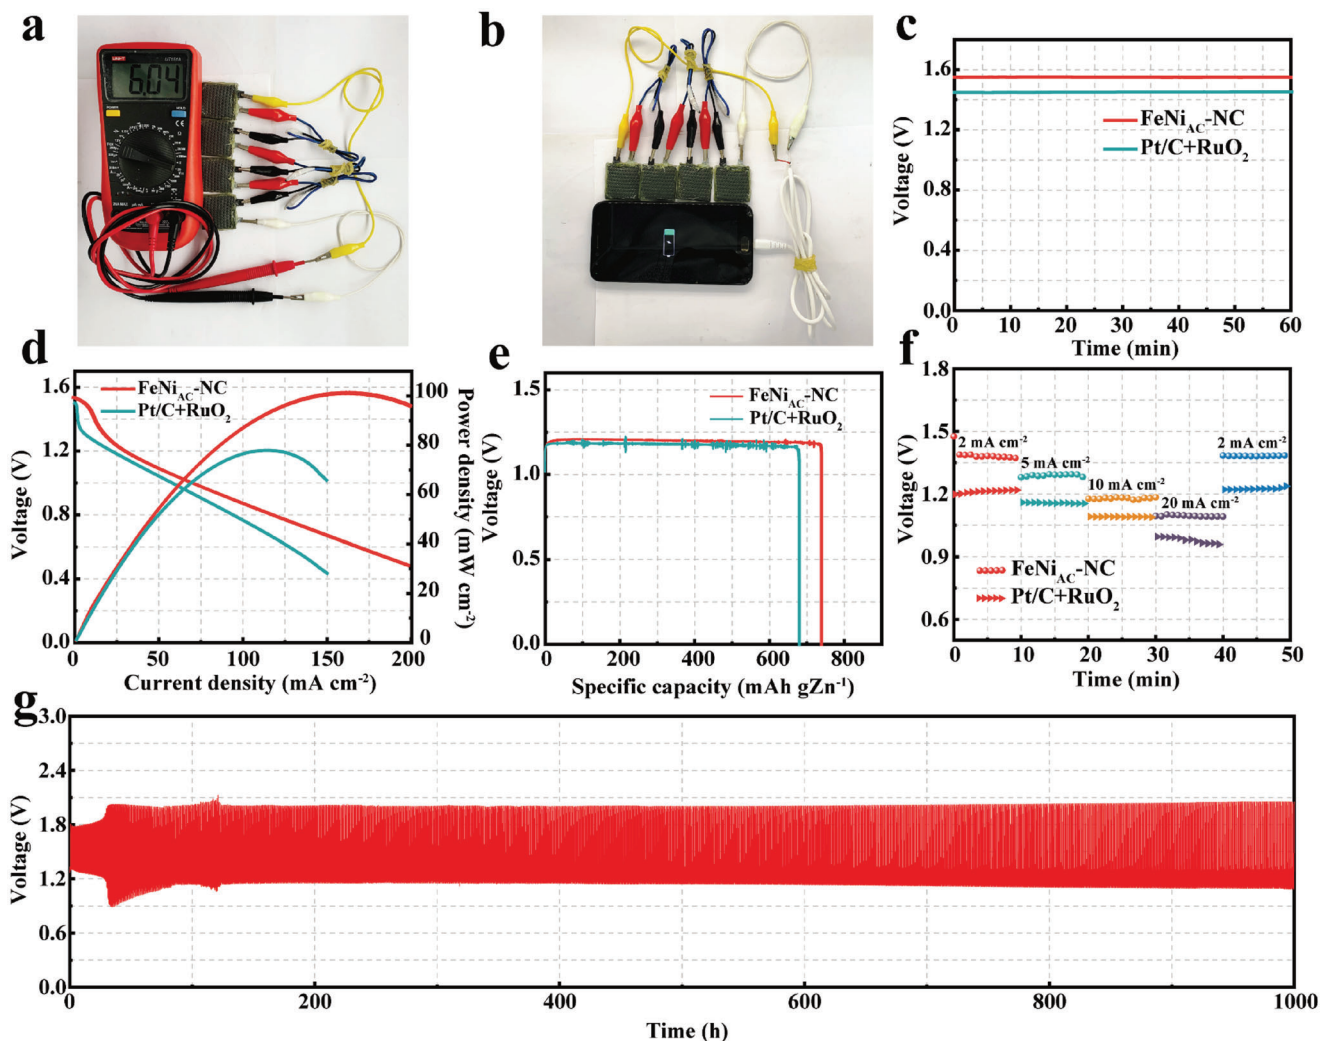 a
UNI-T
6.04
POWER
HOLD
b
c
Voltage (V)
1.6
1.2
0.8
0.4
0.0
FeNiAC-NC
Pt/C+RuO2
0 10 20 30 40 50 60
Time (min)
d
Voltage (V)
1.6
1.2
0.8
0.4
0.0
FeNiAC-NC
Pt/C+RuO2
100
80
60
40
20
0
Power density (mW cm-2)
0 50 100 150 200
Current density (mA cm-2)
e
Voltage (V)
1.5
1.0
0.5
0.0
FeNiAC-NC
Pt/C+RuO2
0 200 400 600 800
Specific capacity (mAh gZn-1)
f
Voltage (V)
1.8
1.5
1.2
0.9
0.6
2 mA cm-2
5 mA cm-2
10 mA cm-2
20 mA cm-2
2 mA cm-2
FeNiAC-NC
Pt/C+RuO2
0 10 20 30 40 50
Time (min)
g
Voltage (V)
3.0
2.4
1.8
1.2
0.6
0.0
0 200 400 600 800 1000
Time (h)